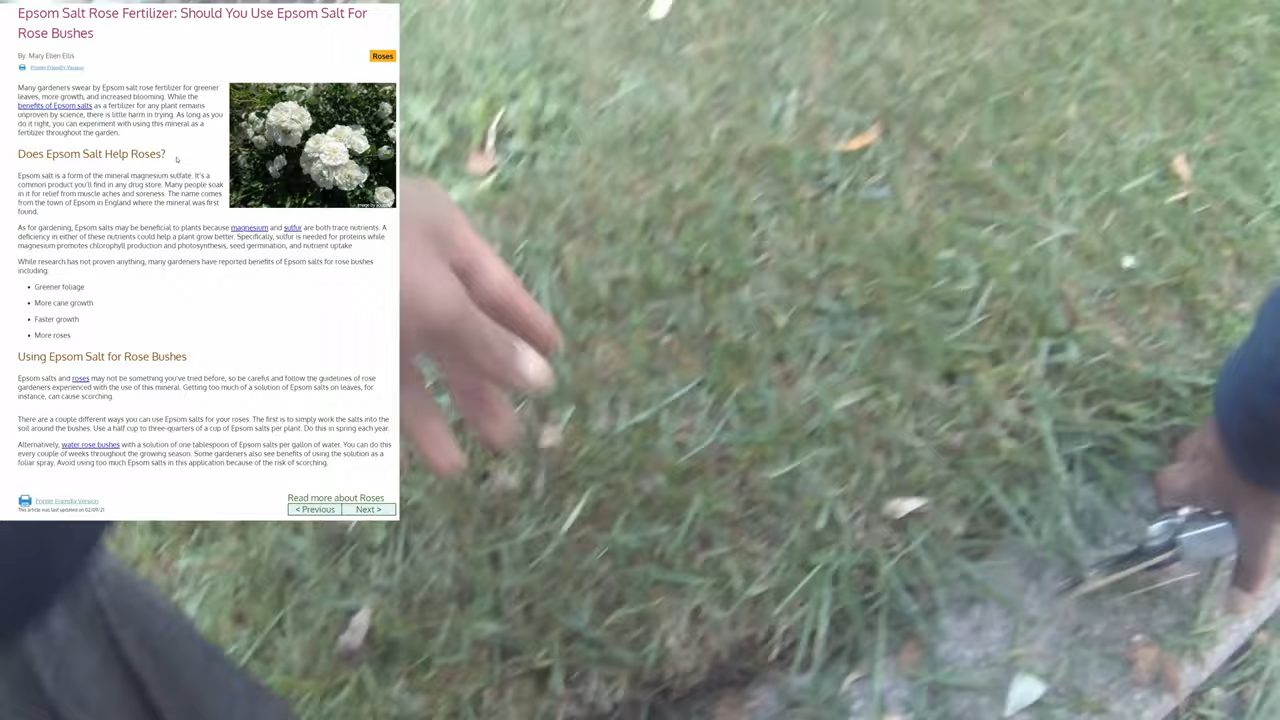 Epsom Salt Rose Fertilizer: Should You Use Epsom Salt For
Rose Bushes
By: Mary Ellen Ellis
Roses
Printer Friendly Version
Many gardeners swear by Epsom salt rose fertilizer for greener
leaves, more growth, and increased blooming. While the
benefits of Epsom salts as a fertilizer for any plant remains
unproven by science, there is little harm in trying. As long as you
do it right, you can experiment with using this mineral as a
fertilizer throughout the garden.
Does Epsom Salt Help Roses?
Epsom salt is a form of the mineral magnesium sulfate. It's a
common product you'll find in any drug store. Many people soak
in it for relief from muscle aches and soreness. The name comes
from the town of Epsom in England where the mineral was first
found.
Image by
As for gardening, Epsom salts may be beneficial to plants because magnesium and sulfur are both trace nutrients. A
deficiency in either of these nutrients could help a plant grow better. Specifically, sulfur is needed for proteins while
magnesium promotes chlorophyll production and photosynthesis, seed germination, and nutrient uptake
While research has not proven anything, many gardeners have reported benefits of Epsom salts for rose bushes
including:
• Greener foliage
• More cane growth
• Faster growth
• More roses
Using Epsom Salt for Rose Bushes
Epsom salts and roses may not be something you've tried before, so be careful and follow the guidelines of rose
gardeners experienced with the use of this mineral. Getting too much of a solution of Epsom salts on leaves, for
instance, can cause scorching.
There are a couple different ways you can use Epsom salts for your roses. The first is to simply work the salts into the
soil around the bushes. Use a half cup to three-quarters of a cup of Epsom salts per plant. Do this in spring each year.
Alternatively, water rose bushes with a solution of one tablespoon of Epsom salts per gallon of water. You can do this
every couple of weeks throughout the growing season. Some gardeners also see benefits of using the solution as a
foliar spray. Avoid using too much Epsom salts in this application because of the risk of scorching.
Printer Friendly Version
This article was last updated on 02/09/21
Read more about Roses
< Previous
Next >